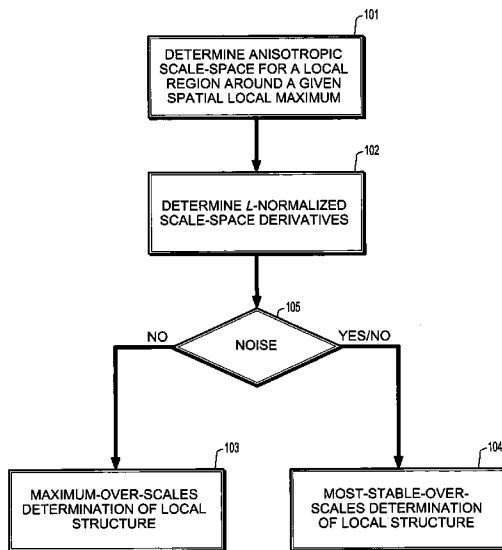 101
DETERMINE ANISOTROPIC
SCALE-SPACE FOR A LOCAL
REGION AROUND A GIVEN
SPATIAL LOCAL MAXIMUM
102
DETERMINE L-NORMALIZED
SCALE-SPACE DERIVATIVES
105
NO
NOISE
YES/NO
103
MAXIMUM-OVER-SCALES
DETERMINATION OF LOCAL
STRUCTURE
104
MOST-STABLE-OVER-
SCALES DETERMINATION
OF LOCAL STRUCTURE